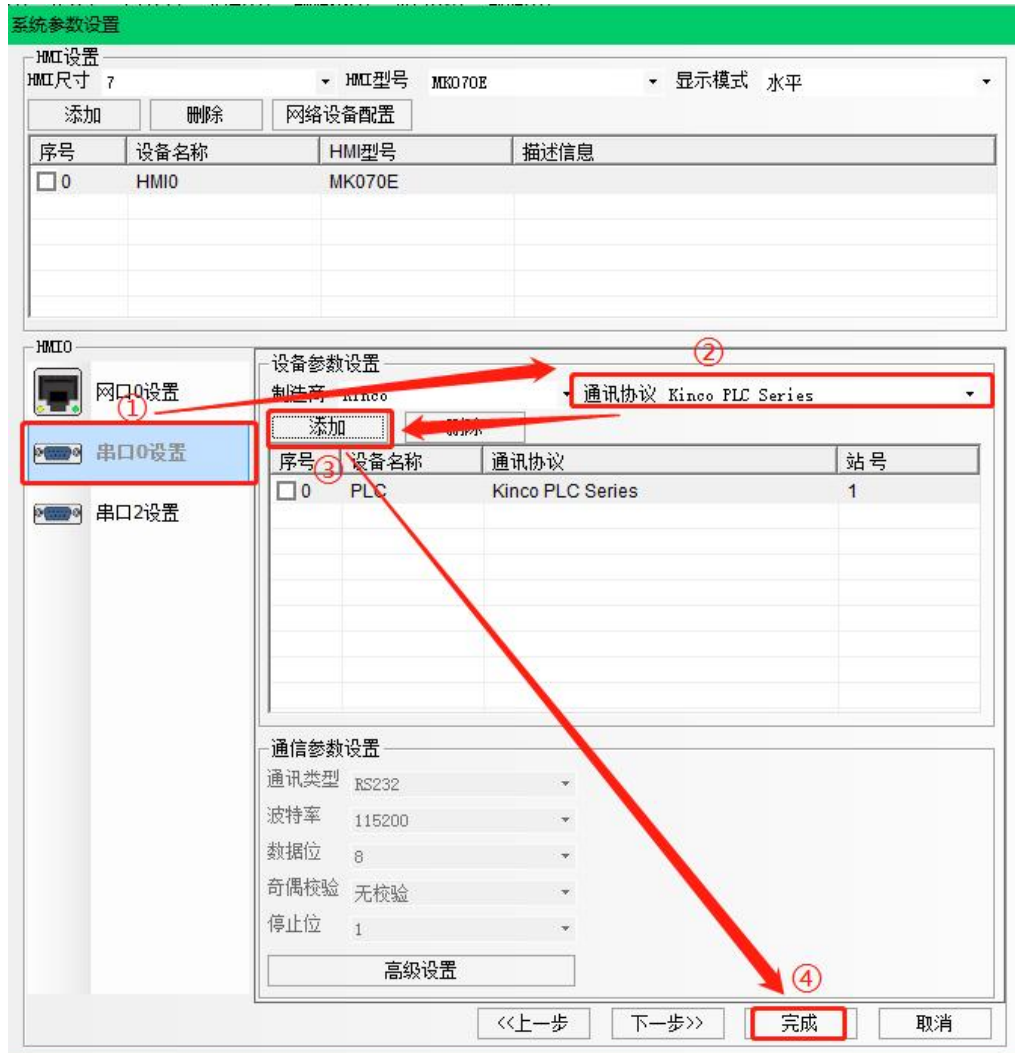 系统参数设置
HMI设置
HMI尺寸 7 HMI型号 MK070E 显示模式 水平
添加 删除 网络设备配置
序号 设备名称 HMI型号 描述信息
0 HMI0 MK070E
HMI0
设备参数设置 ②
网口0设置 制造商 Kinco 通讯协议 Kinco PLC Series
①
添加 删除
串口0设置
序号 设备名称 通讯协议 站号
③
0 PLC Kinco PLC Series 1
串口2设置
通信参数设置
通讯类型 RS232
波特率 115200
数据位 8
奇偶校验 无校验
停止位 1
高级设置 ④
<<上一步 下一步>> 完成 取消